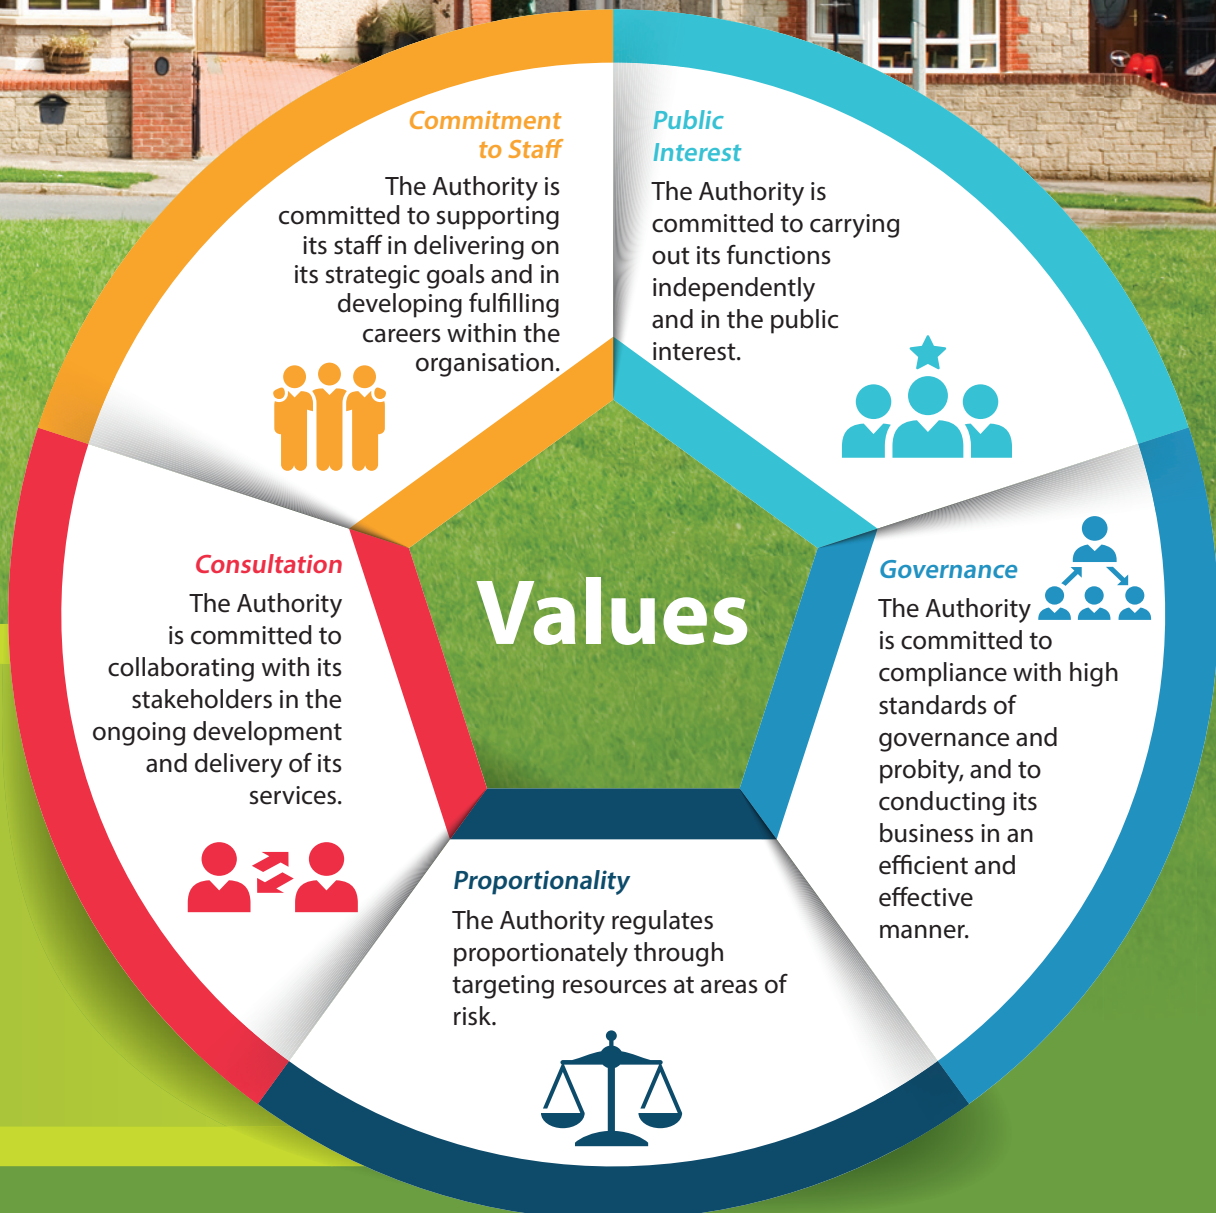 Commitment
to Staff
The Authority is
committed to supporting
its staff in delivering on
its strategic goals and in
developing fulfilling
careers within the
organisation.
Public
Interest
The Authority is
committed to carrying
out its functions
independently
and in the public
interest.
Governance
The Authority
is committed to
compliance with high
standards of
governance and
probity, and to
conducting its
business in an
efficient and
effective
manner.
Proportionality
The Authority regulates
proportionately through
targeting resources at areas of
risk.
Consultation
The Authority
is committed to
collaborating with its
stakeholders in the
ongoing development
and delivery of its
services.
Values